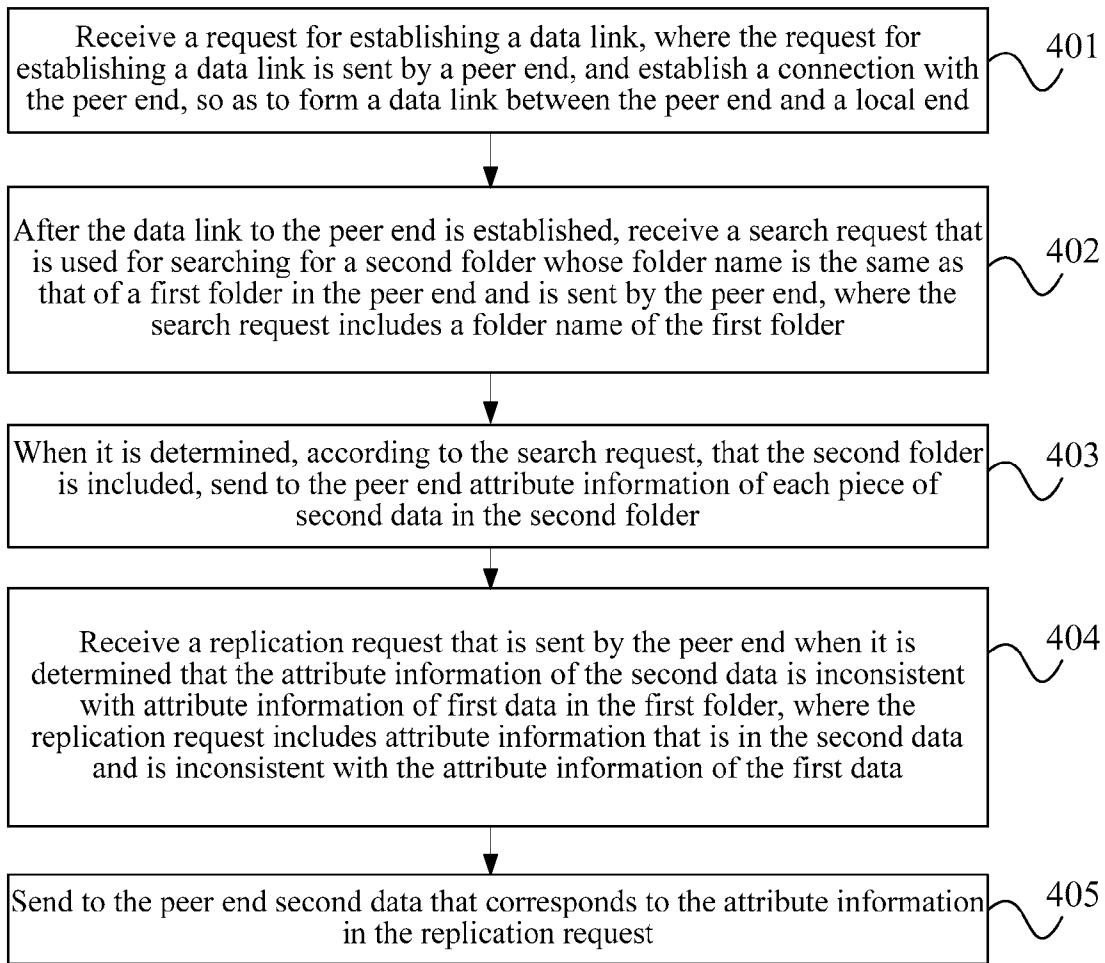 Receive a request for establishing a data link, where the request for
establishing a data link is sent by a peer end, and establish a connection with
the peer end, so as to form a data link between the peer end and a local end
401
After the data link to the peer end is established, receive a search request that
is used for searching for a second folder whose folder name is the same as
that of a first folder in the peer end and is sent by the peer end, where the
search request includes a folder name of the first folder
402
When it is determined, according to the search request, that the second folder
is included, send to the peer end attribute information of each piece of
second data in the second folder
403
Receive a replication request that is sent by the peer end when it is
determined that the attribute information of the second data is inconsistent
with attribute information of first data in the first folder, where the
replication request includes attribute information that is in the second data
and is inconsistent with the attribute information of the first data
404
Send to the peer end second data that corresponds to the attribute information
in the replication request
405